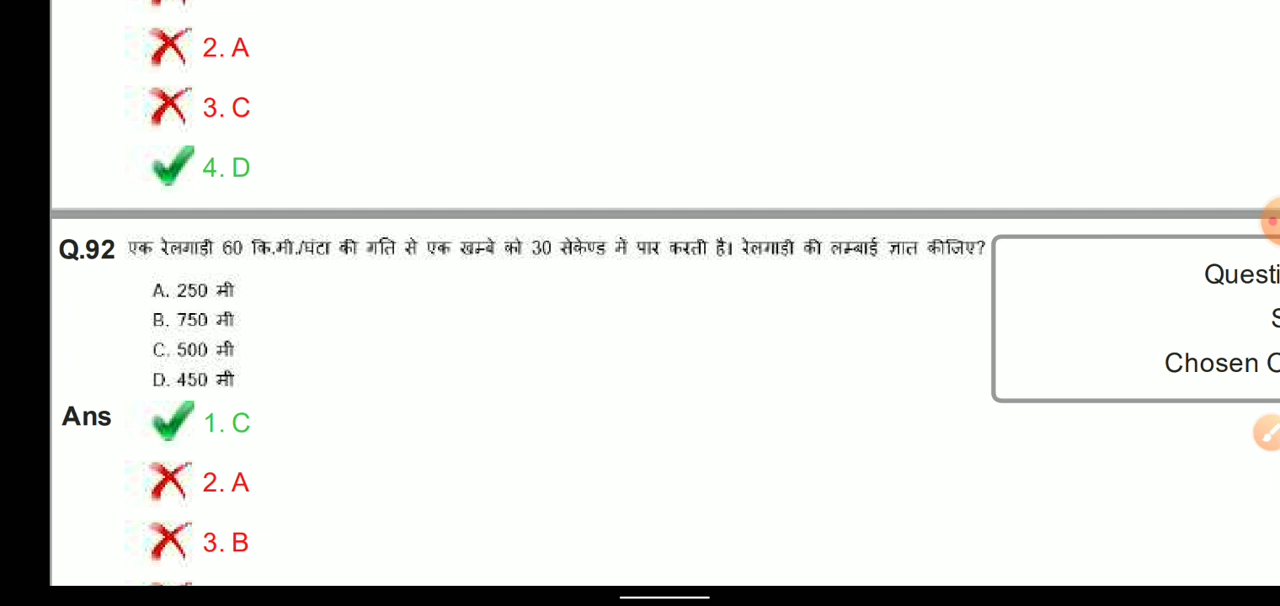 2. A
3. C
4. D
Q.92 एक रेलगाडी 60 कि.मी./घंटा की गति से एक खम्बे को 30 सेकेण्ड में पार करती है। रेलगाडी की लम्बाई ज्ञात कीजिए?
A. 250 मी
B. 750 मी
C. 500 मी
D. 450 मी
Questi
Chosen
Ans
1. C
2. A
3. B